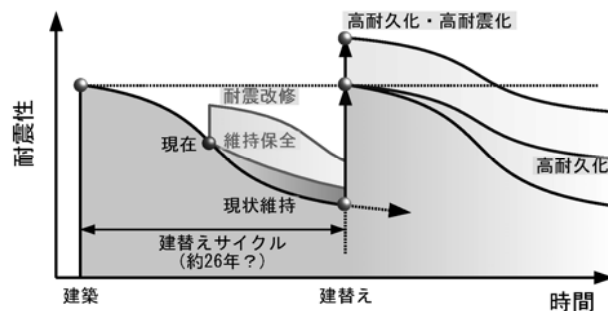 高耐久化・高耐震化
耐震改修
現在
維持保全
高耐久化
現状維持
建替えサイクル
(約26年？)
耐震性
建築
建替え
時間